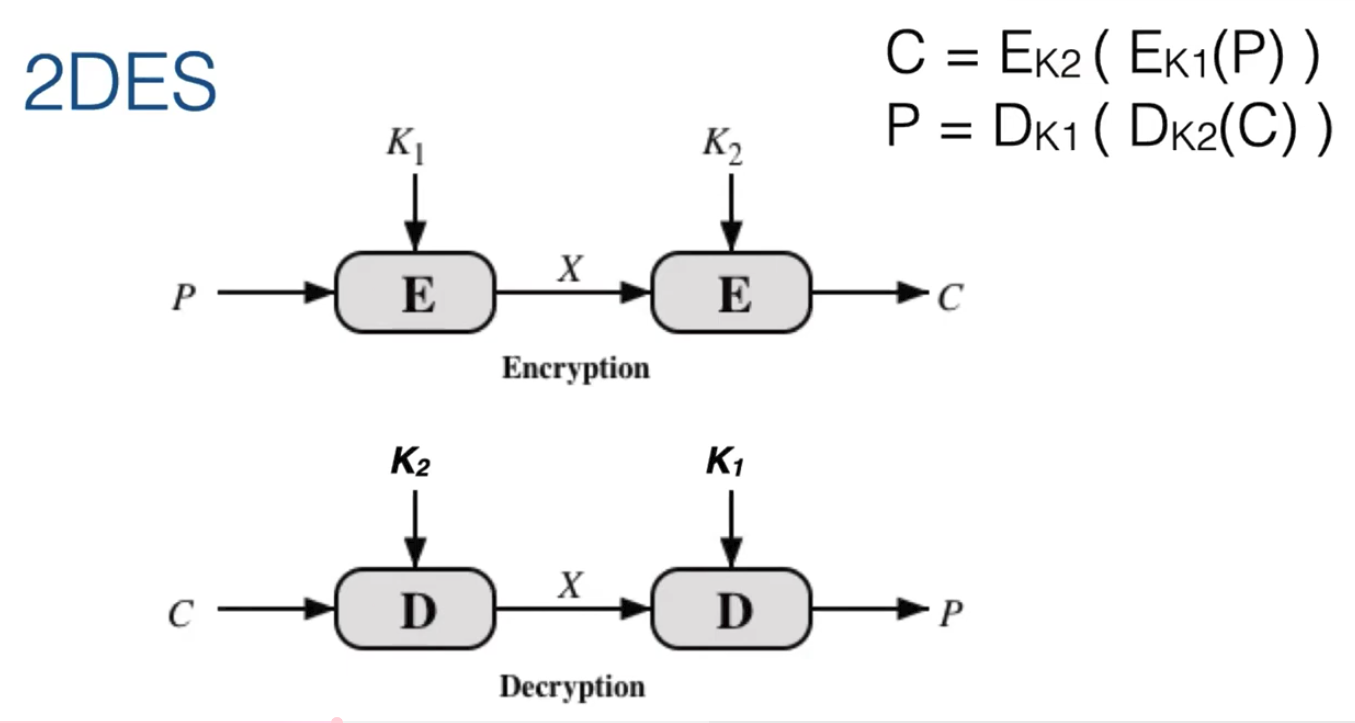 2DES
C = EK2 ( EK1(P) )
P = DK1 ( DK2(C) )
K1 K2
P E X E C
Encryption
K2 K1
C D X D P
Decryption